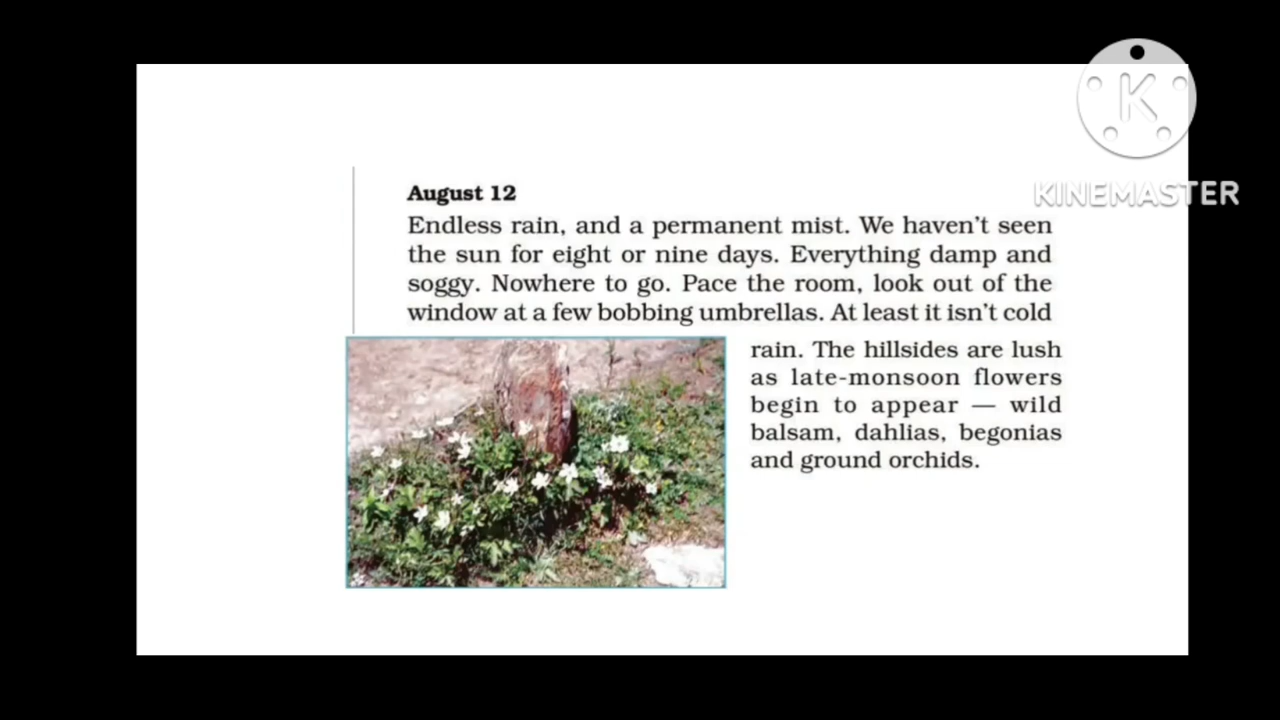 K
KINEMASTER
August 12
Endless rain, and a permanent mist. We haven't seen
the sun for eight or nine days. Everything damp and
soggy. Nowhere to go. Pace the room, look out of the
window at a few bobbing umbrellas. At least it isn't cold
rain. The hillsides are lush
as late-monsoon flowers
begin to appear — wild
balsam, dahlias, begonias
and ground orchids.